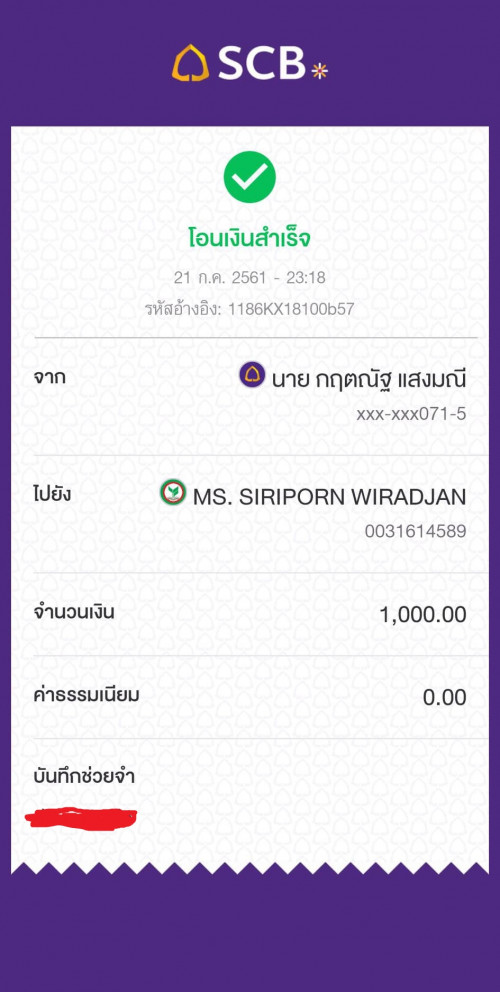 SCB
โอนเงินสำเร็จ
21 ก.ค. 2561 - 23:18
รหัสอ้างอิง: 1186KX18100b57
จาก
นาย กฤตณัฐ แสงมณี
xxx-xxx071-5
ไปยัง
MS. SIRIPORN WIRADJAN
0031614589
จำนวนเงิน
1,000.00
ค่าธรรมเนียม
0.00
บันทึกช่วยจำ